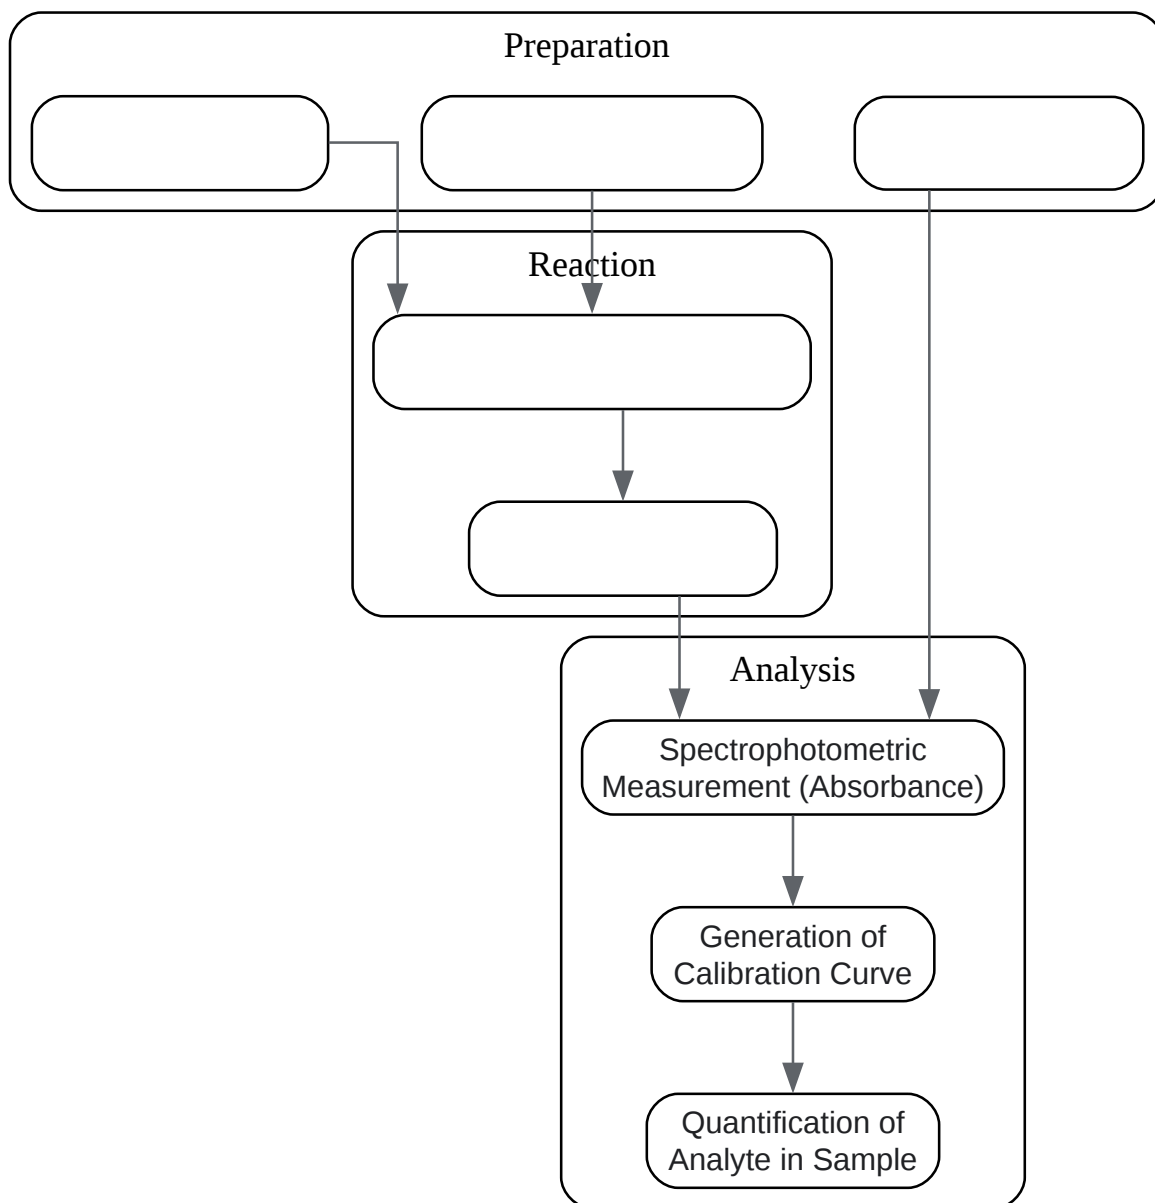 Preparation
Reaction
Analysis
Spectrophotometric
Measurement (Absorbance)
Generation of
Calibration Curve
Quantification of
Analyte in Sample